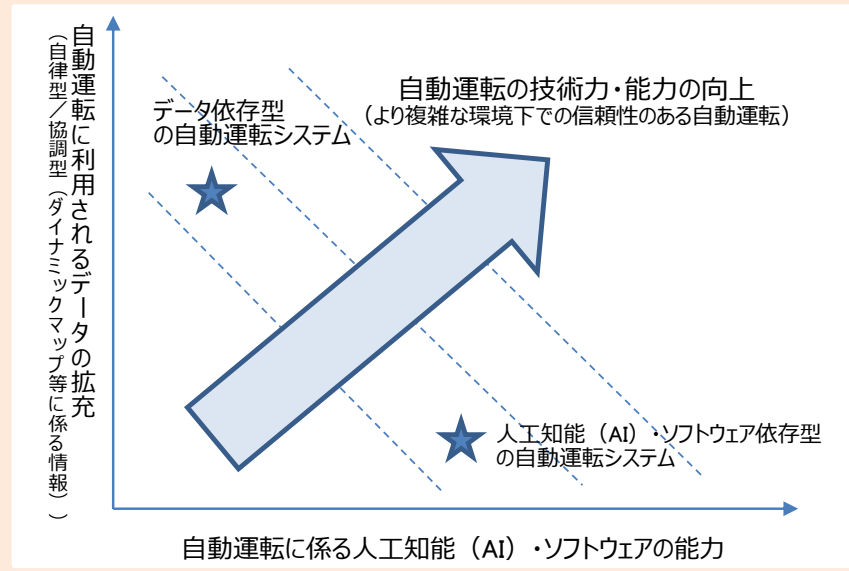 自動運転に利用されるデータの拡充
（自律型／協調型（ダイナミックマップ等に係る情報））
データ依存型
の自動運転システム
自動運転の技術力・能力の向上
（より複雑な環境下での信頼性のある自動運転）
人工知能（AI）・ソフトウェア依存型
の自動運転システム
自動運転に係る人工知能（AI）・ソフトウェアの能力